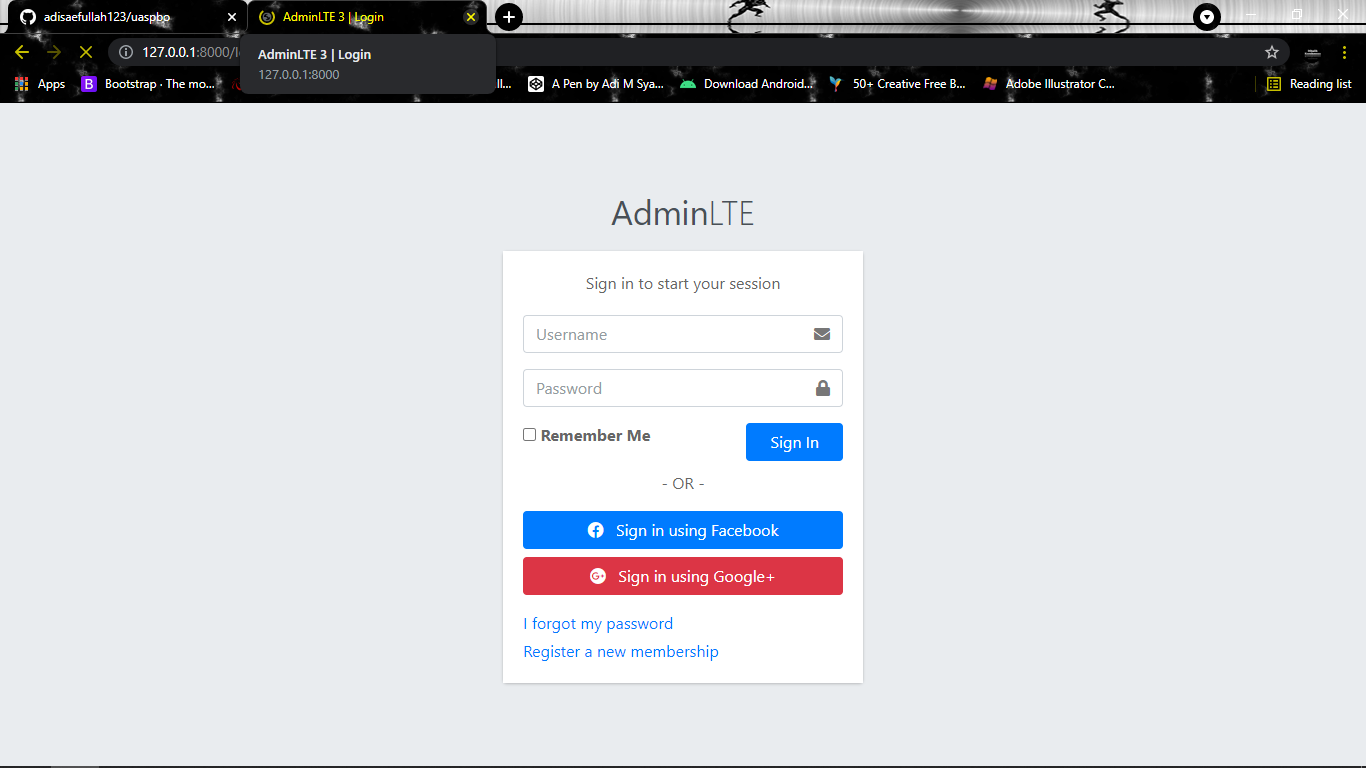 adisaefullah123/uaspbo
AdminLTE 3 | Login
127.0.0.1:8000/l
AdminLTE 3 | Login
127.0.0.1:8000
Apps
Bootstrap · The mo...
ll...
A Pen by Adi M Sya...
Download Android...
50+ Creative Free B...
Adobe Illustrator C...
Reading list
AdminLTE
Sign in to start your session
Username
Password
Remember Me
Sign In
- OR -
Sign in using Facebook
Sign in using Google+
I forgot my password
Register a new membership